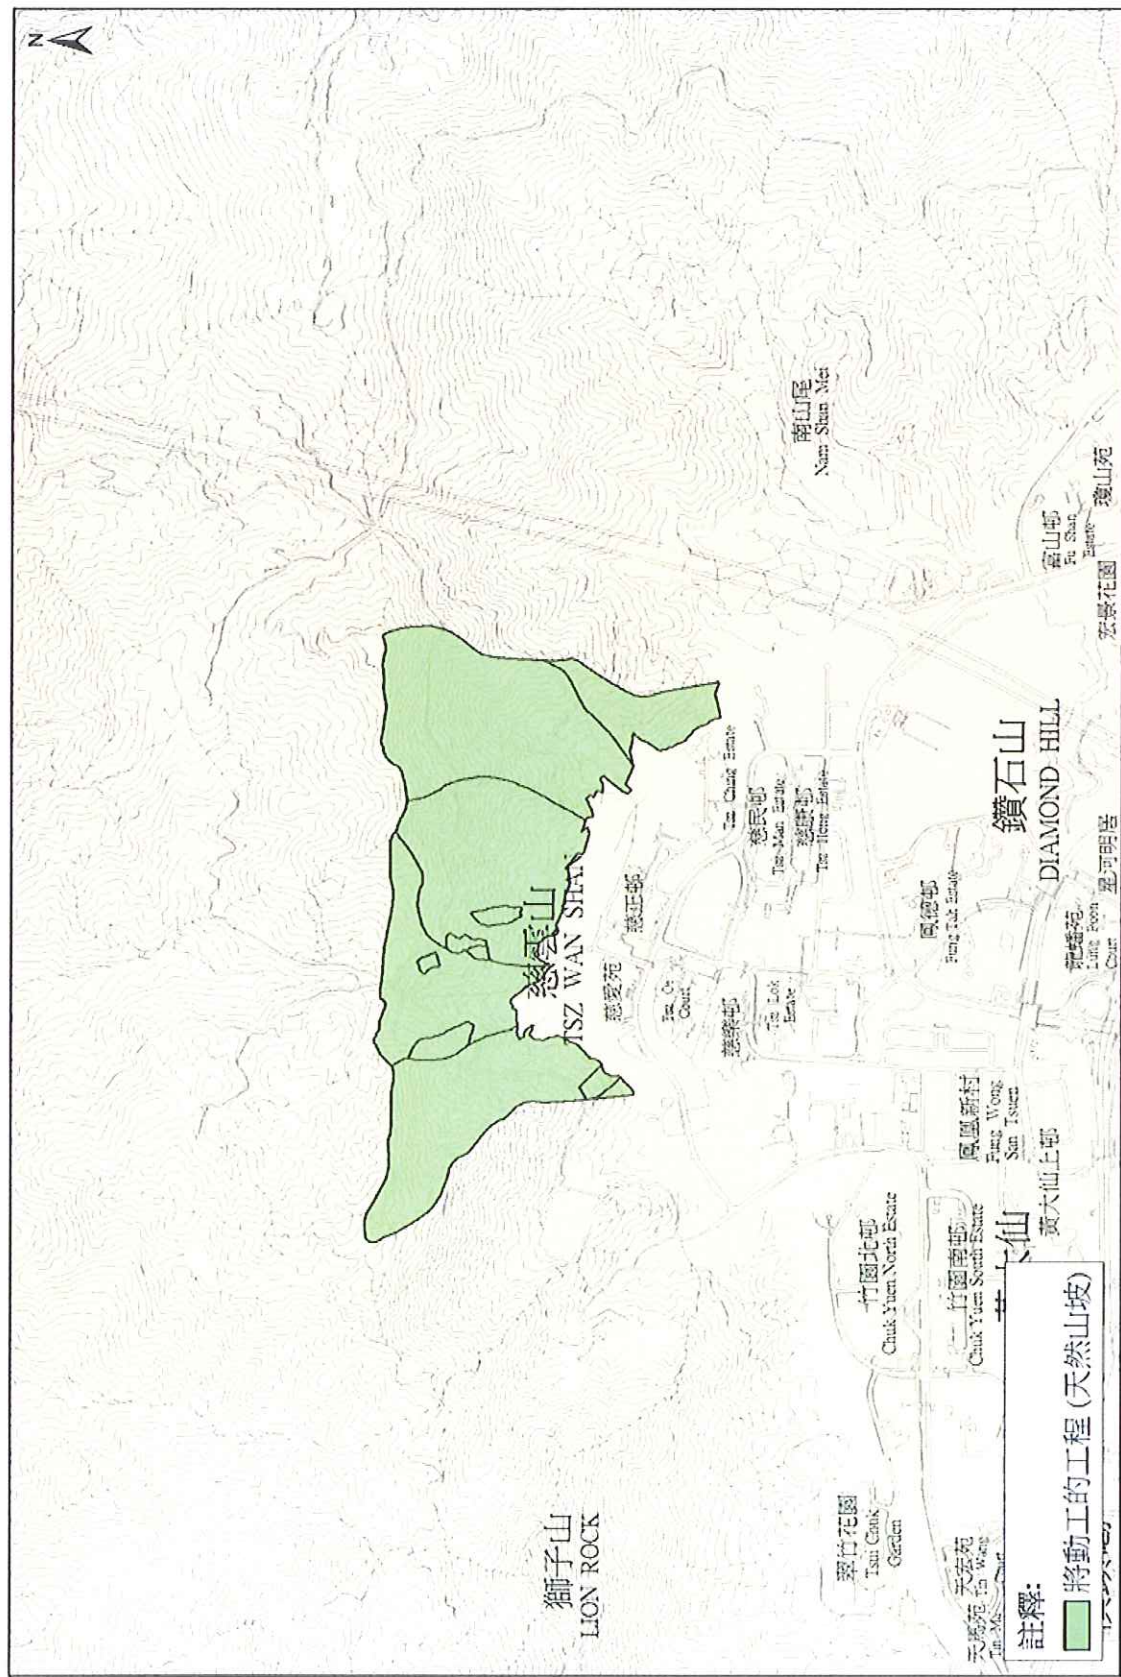 N
獅子山
LION ROCK
慈雲山
TSZ WAN SHAN
慈愛苑
慈正邨
Tsz Oi
Court
Tsz Ching Estate
慈樂邨
Tsz Lok
Estate
慈民邨
Tsz Man Estate
慈康邨
Tsz Hong Estate
南山尾
Nam Shan Mei
翠竹花園
Tsui Chuk
Garden
竹園北邨
Chuk Yuen North Estate
竹園南邨
Chuk Yuen South Estate
鳳凰新村
Fung Wong
San Tsuen
鳳德邨
Fung Tak Estate
鑽石山
DIAMOND HILL
富山邨
Fu Shan
Estate
瓊山苑
宏景花園
星河明居
龍蟠苑
Lung Poon
Court
黃大仙上邨
天馬苑
天宏苑
Tin Wang
註釋:
將動工的工程 (天然山坡)